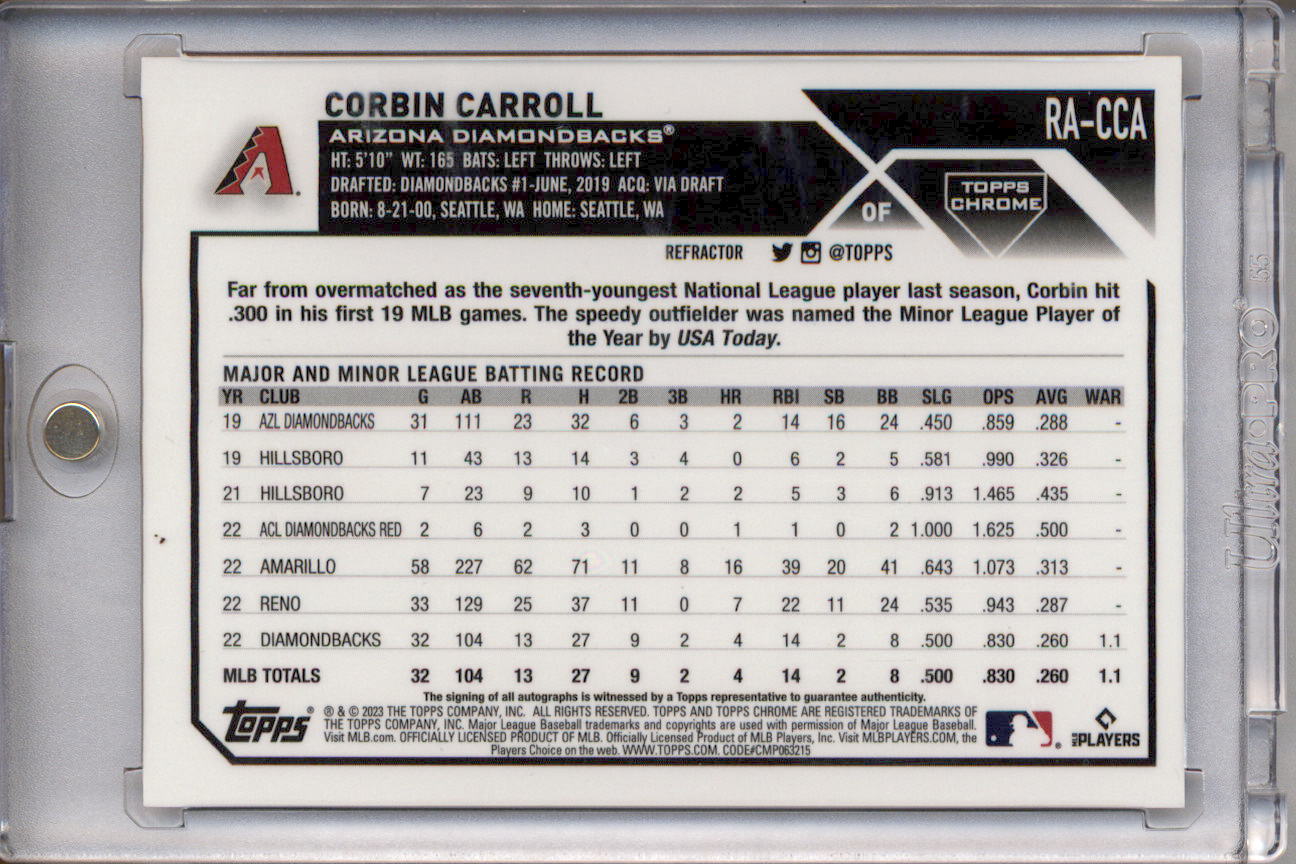 CORBIN CARROLL
RA-CCA
ARIZONA DIAMONDBACKS®
HT: 5'10" WT: 165 BATS: LEFT THROWS: LEFT
DRAFTED: DIAMONDBACKS #1-JUNE, 2019 ACQ: VIA DRAFT
BORN: 8-21-00, SEATTLE, WA HOME: SEATTLE, WA
OF
TOPPS
CHROME
REFRACTOR @TOPPS
Far from overmatched as the seventh-youngest National League player last season, Corbin hit
.300 in his first 19 MLB games. The speedy outfielder was named the Minor League Player of
the Year by USA Today.
MAJOR AND MINOR LEAGUE BATTING RECORD
YR CLUB G AB R H 2B 3B HR RBI SB BB SLG OPS AVG WAR
19 AZL DIAMONDBACKS 31 111 23 32 6 3 2 14 16 24 .450 .859 .288 -
19 HILLSBORO 11 43 13 14 3 4 0 6 2 5 .581 .990 .326 -
21 HILLSBORO 7 23 9 10 1 2 2 5 3 6 .913 1.465 .435 -
22 ACL DIAMONDBACKS RED 2 6 2 3 0 0 1 1 0 2 1.000 1.625 .500 -
22 AMARILLO 58 227 62 71 11 8 16 39 20 41 .643 1.073 .313 -
22 RENO 33 129 25 37 11 0 7 22 11 24 .535 .943 .287 -
22 DIAMONDBACKS 32 104 13 27 9 2 4 14 2 8 .500 .830 .260 1.1
MLB TOTALS 32 104 13 27 9 2 4 14 2 8 .500 .830 .260 1.1
The signing of all autographs is witnessed by a Topps representative to guarantee authenticity.
Topps®
® & © 2023 THE TOPPS COMPANY, INC. ALL RIGHTS RESERVED. TOPPS AND TOPPS CHROME ARE REGISTERED TRADEMARKS OF
THE TOPPS COMPANY, INC. Major League Baseball trademarks and copyrights are used with permission of Major League Baseball.
Visit MLB.com. OFFICIALLY LICENSED PRODUCT OF MLB. Officially Licensed Product of MLB Players, Inc. Visit MLBPLAYERS.COM, the
Players Choice on the web. WWW.TOPPS.COM. CODE#CMP063215
MLB PLAYERS
Ultra PRO®
55